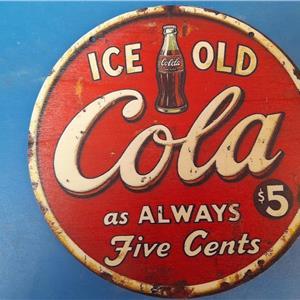 ICE OLD
Cola
Cola
$5
as ALWAYS
Five Cents